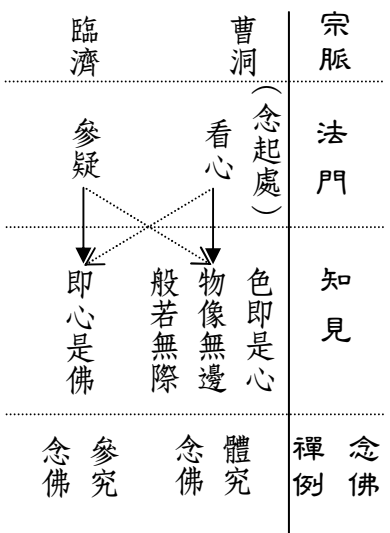 宗脈
法門
知見
念佛
禪例
曹洞
(念起處)
看心
色即是心
物像無邊
般若無際
體究
念佛
臨濟
參疑
即心是佛
參究
念佛